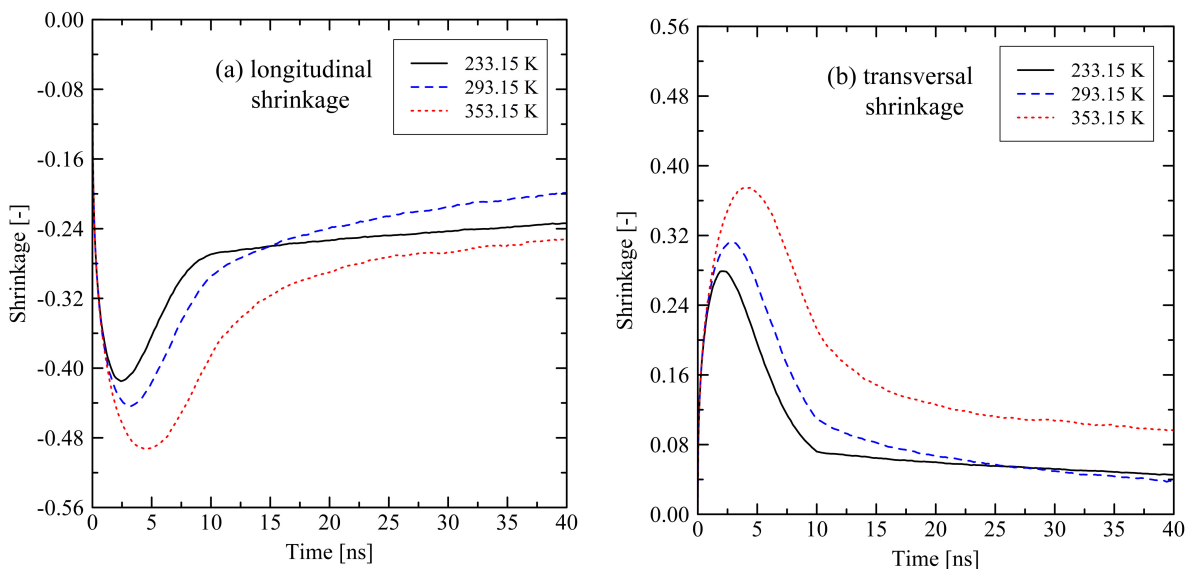 0.00
-0.08
-0.16
-0.24
-0.32
-0.40
-0.48
-0.56
Shrinkage [-]
(a) longitudinal
shrinkage
233.15 K
293.15 K
353.15 K
0 5 10 15 20 25 30 35 40
Time [ns]
0.56
0.48
0.40
0.32
0.24
0.16
0.08
0.00
Shrinkage [-]
(b) transversal
shrinkage
233.15 K
293.15 K
353.15 K
0 5 10 15 20 25 30 35 40
Time [ns]